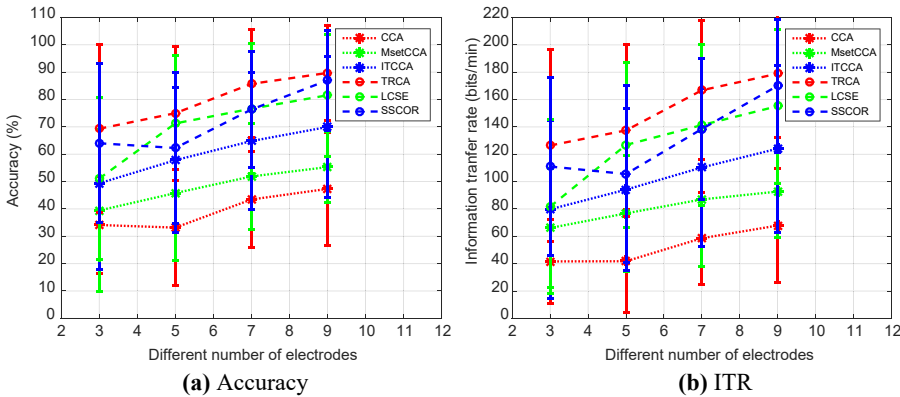 110
100
90
80
70
60
50
40
30
20
10
0
Accuracy (%)
2
3
4
5
6
7
8
9
10
11
12
Different number of electrodes
CCA
MsetCCA
ITCCA
TRCA
LCSE
SSCOR
(a) Accuracy
220
200
180
160
140
120
100
80
60
40
20
0
Information tranfer rate (bits/min)
2
3
4
5
6
7
8
9
10
11
12
Different number of electrodes
CCA
MsetCCA
ITCCA
TRCA
LCSE
SSCOR
(b) ITR